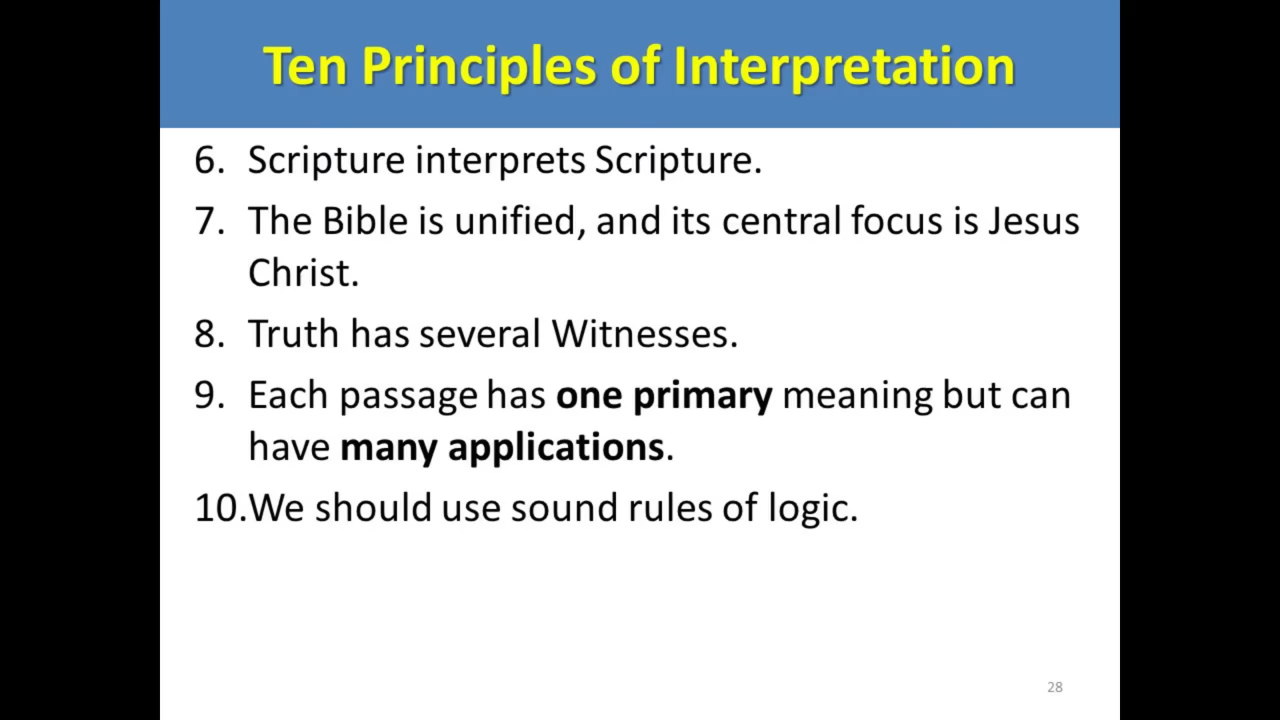 Ten Principles of Interpretation
6. Scripture interprets Scripture.
7. The Bible is unified, and its central focus is Jesus
Christ.
8. Truth has several Witnesses.
9. Each passage has one primary meaning but can
have many applications.
10.We should use sound rules of logic.
28